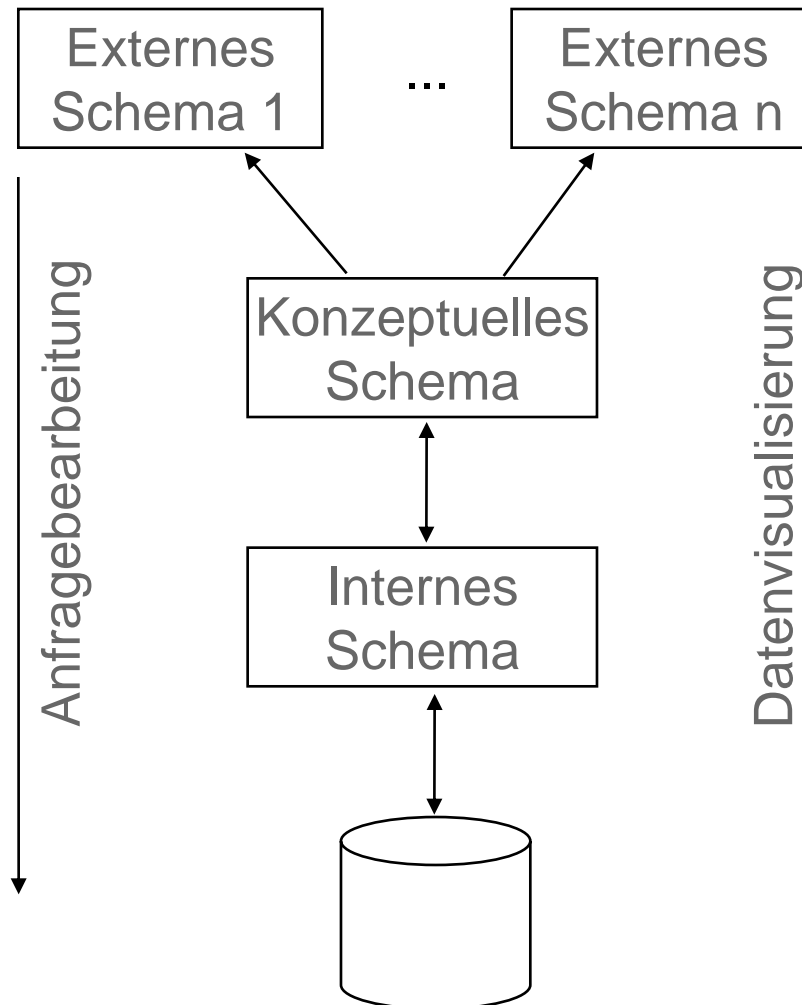 Externes
Schema 1
...
Externes
Schema n
Anfragebearbeitung
Konzeptuelles
Schema
Datenvisualisierung
Internes
Schema